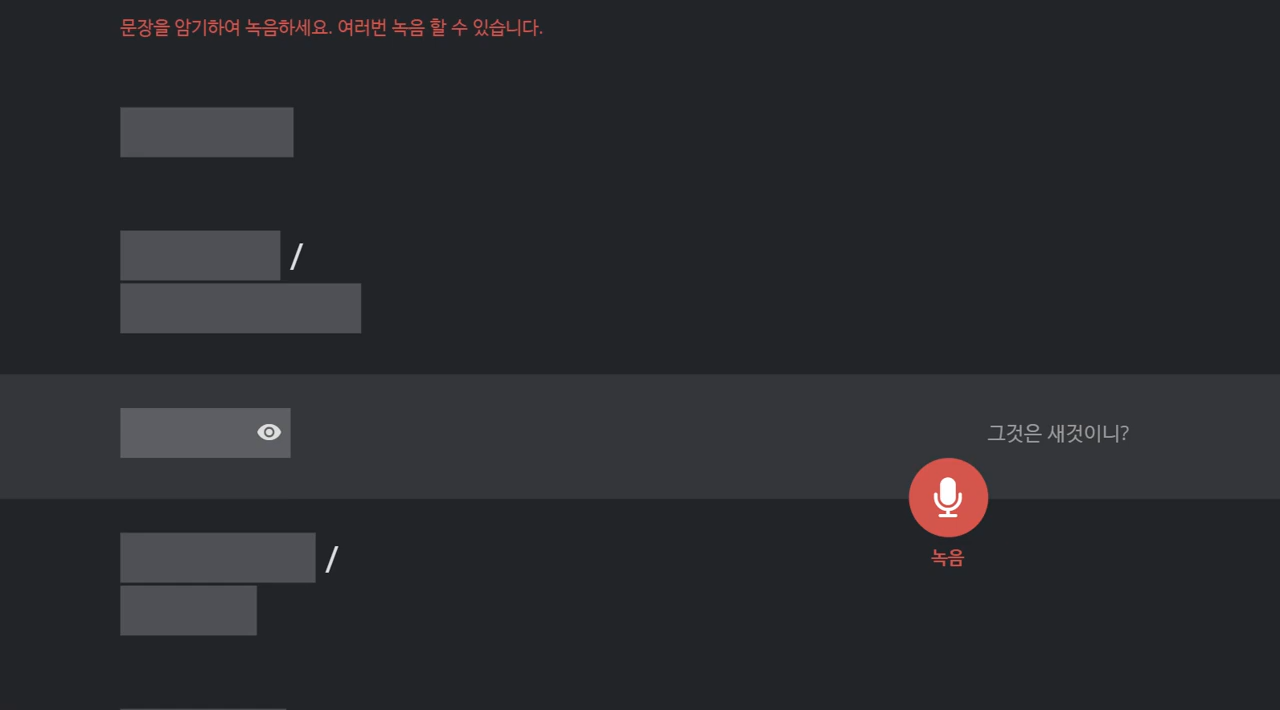 문장을 암기하여 녹음하세요. 여러번 녹음 할 수 있습니다.
/
그것은 새것이니?
녹음
/